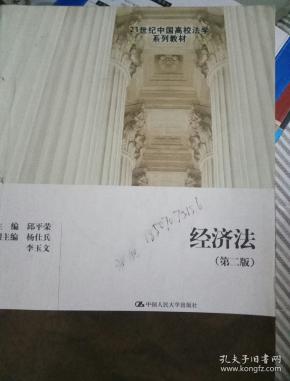 21世纪中国高校法学
系列教材
主编 邱平荣
副主编 杨仕兵
李玉文
经济法
(第二版)
中国人民大学出版社
孔夫子旧书网